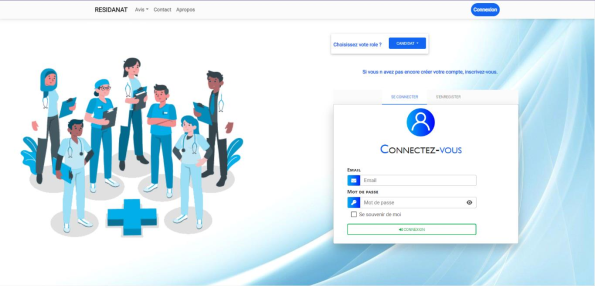 RESIDANAT Avis Contact Apropos Connexion
Choisissez votre role ? CANDIDAT
Si vous n avez pas encore créer votre compte, inscrivez-vous.
SE CONNECTER S'ENREGISTRER
CONNECTEZ-VOUS
EMAIL
Email
MOT DE PASSE
Mot de passe
Se souvenir de moi
CONNEXION